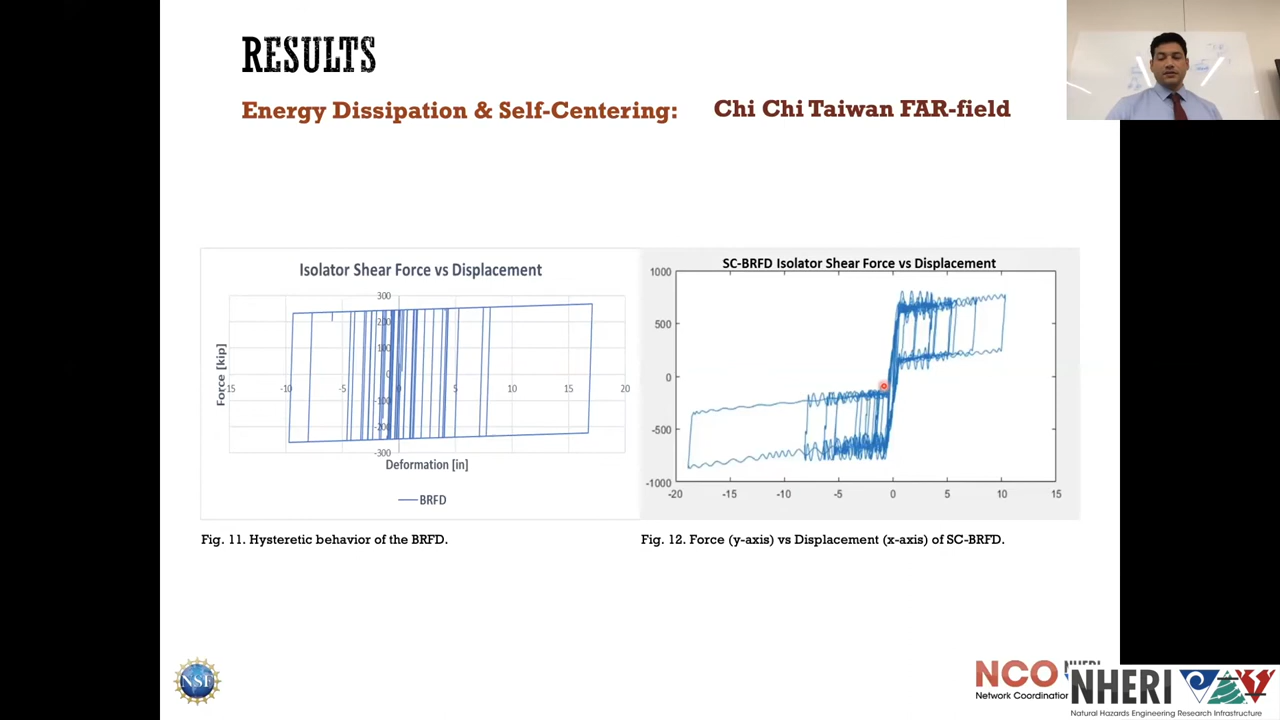 RESULTS
Energy Dissipation & Self-Centering: Chi Chi Taiwan FAR-field
Isolator Shear Force vs Displacement
300
200
100
0
-100
-200
-300
15
-10
-5
0
5
10
15
20
Force [kip]
Deformation [in]
BRFD
SC-BRFD Isolator Shear Force vs Displacement
1000
500
0
-500
-1000
-20
-15
-10
-5
0
5
10
15
Fig. 11. Hysteretic behavior of the BRFD.
Fig. 12. Force (y-axis) vs Displacement (x-axis) of SC-BRFD.
NSF
NCO
Network Coordination
NHERI
Natural Hazards Engineering Research Infrastructure